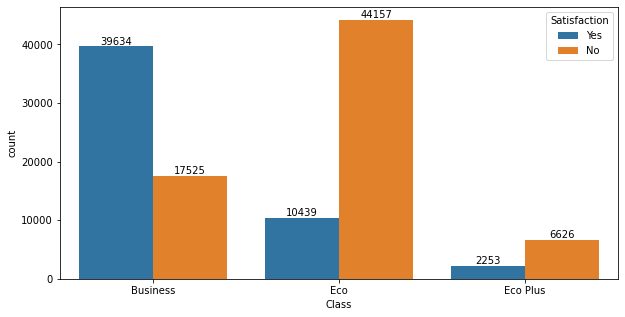 Satisfaction
Yes
No
count
40000
30000
20000
10000
0
39634
17525
10439
44157
2253
6626
Business
Eco
Eco Plus
Class